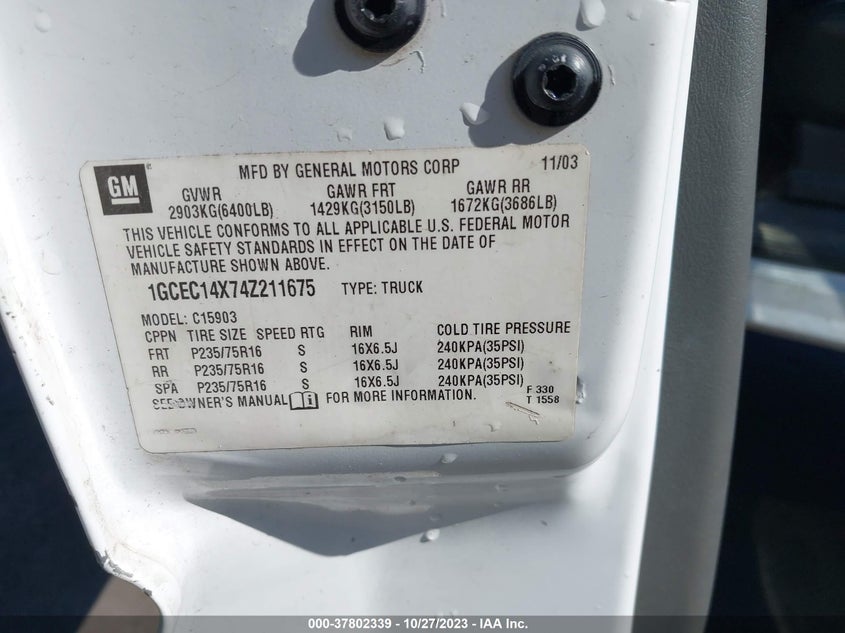 GM
MFD BY GENERAL MOTORS CORP 11/03
GVWR GAWR FRT GAWR RR
2903KG(6400LB) 1429KG(3150LB) 1672KG(3686LB)
THIS VEHICLE CONFORMS TO ALL APPLICABLE U.S. FEDERAL MOTOR
VEHICLE SAFETY STANDARDS IN EFFECT ON THE DATE OF
MANUFACTURE SHOWN ABOVE.
1GCEC14X74Z211675 TYPE: TRUCK
MODEL: C15903
CPPN TIRE SIZE SPEED RTG RIM COLD TIRE PRESSURE
FRT P235/75R16 S 16X6.5J 240KPA(35PSI)
RR P235/75R16 S 16X6.5J 240KPA(35PSI)
SPA P235/75R16 S 16X6.5J 240KPA(35PSI)
SEE OWNER'S MANUAL FOR MORE INFORMATION.
F 330
T 1558
000-37802339 | 10/27/2023 - IAA Inc.